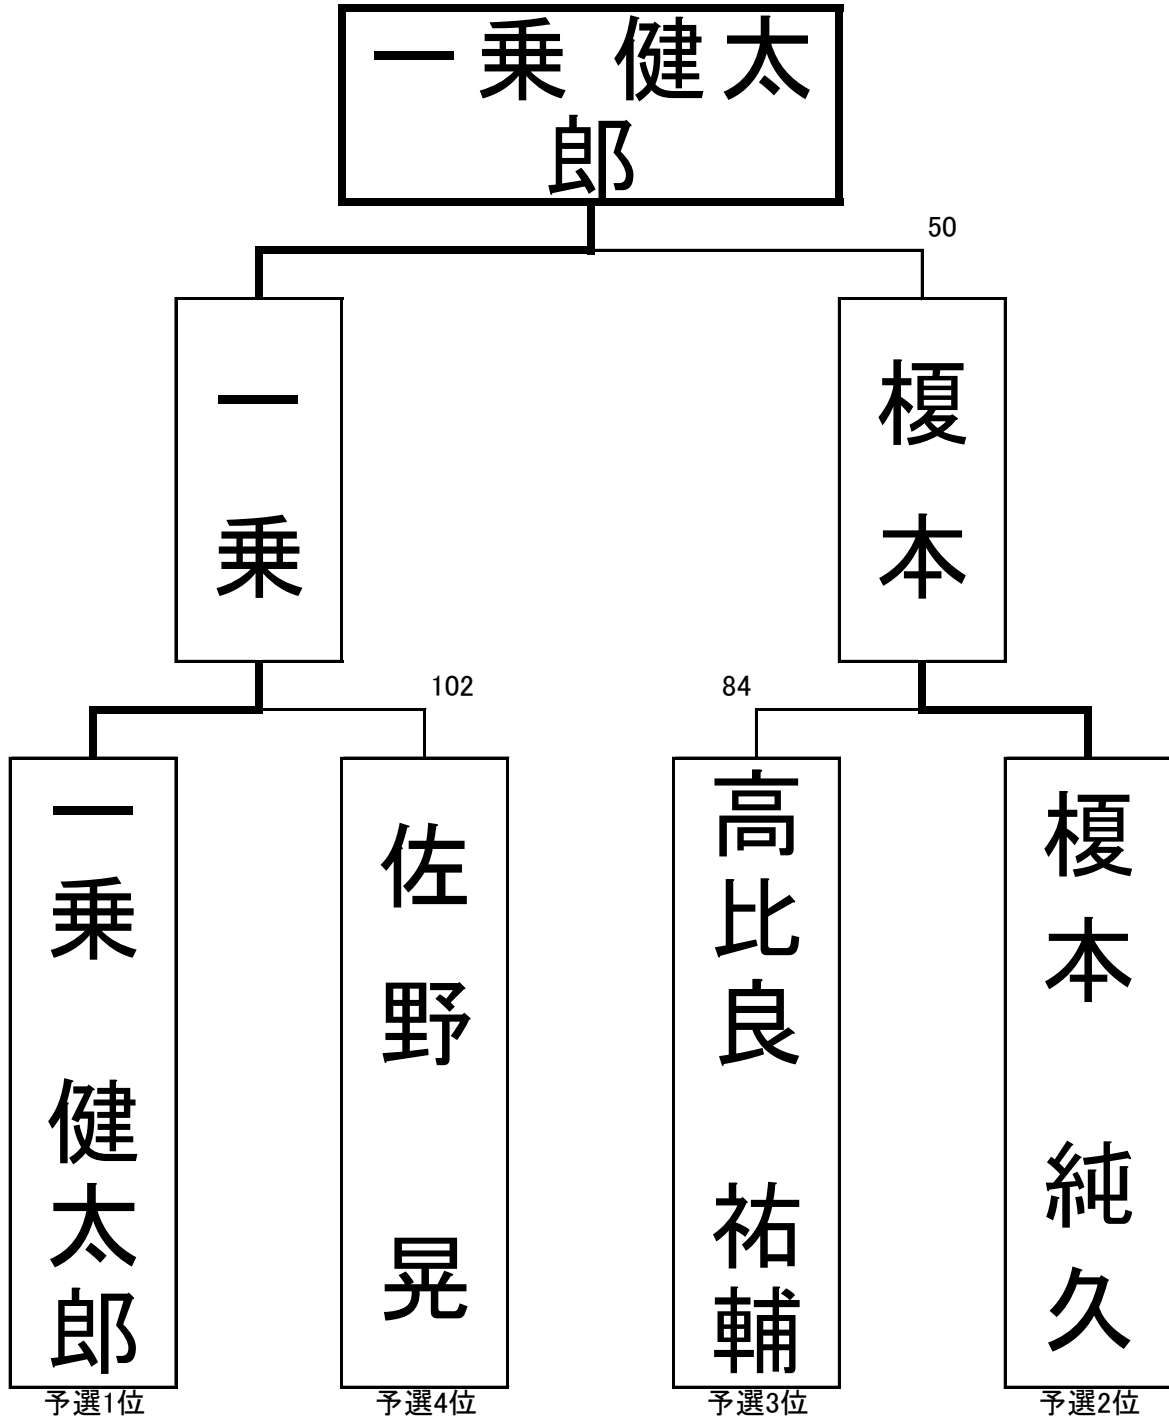 一乗 健太
郎
50
一乗
榎本
102
84
一乗 健太郎
佐野 晃
高比良 祐輔
榎本 純久
予選1位
予選4位
予選3位
予選2位